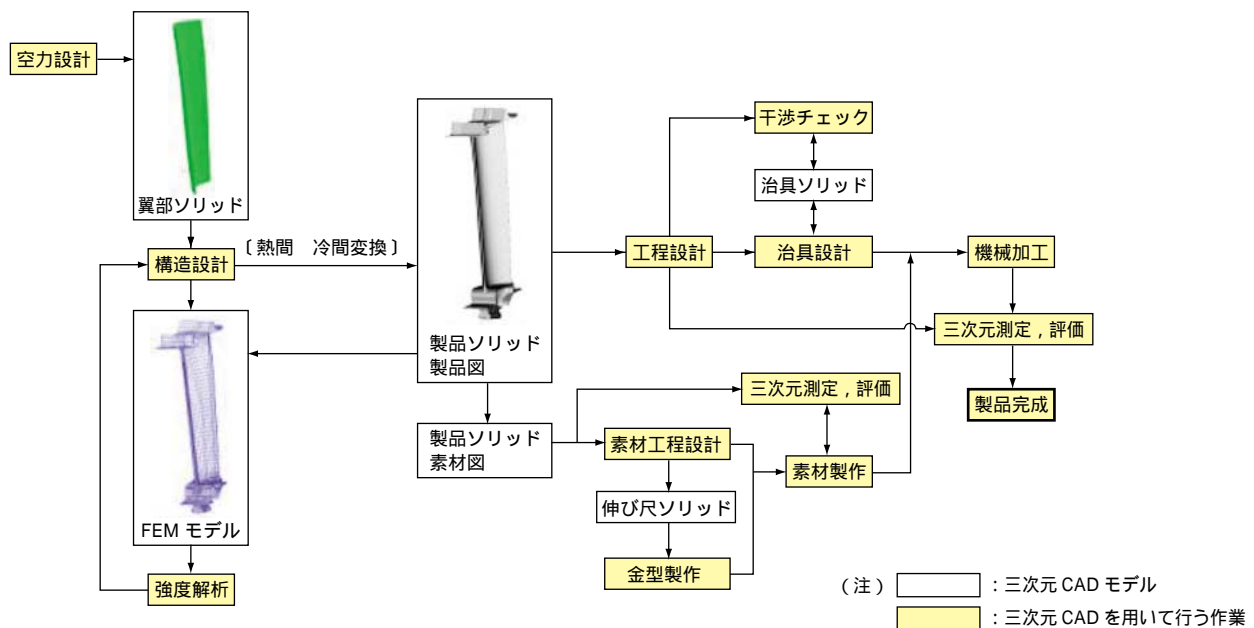 空力設計
翼部ソリッド
構造設計
〔熱間　冷間変換〕
FEM モデル
強度解析
製品ソリッド
製品図
製品ソリッド
素材図
工程設計
干渉チェック
治具ソリッド
治具設計
機械加工
三次元測定，評価
製品完成
三次元測定，評価
素材工程設計
伸び尺ソリッド
金型製作
素材製作
（注）　：三次元 CAD モデル
：三次元 CAD を用いて行う作業